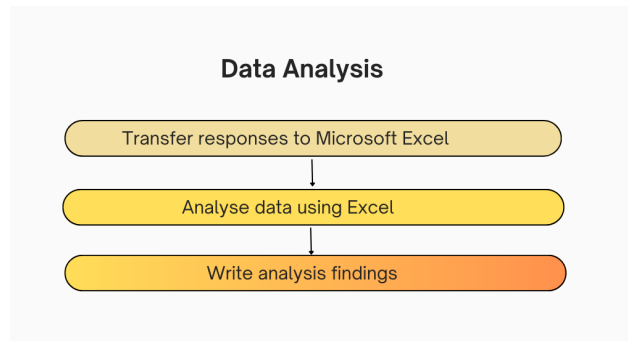 Data Analysis
Transfer responses to Microsoft Excel
Analyse data using Excel
Write analysis findings